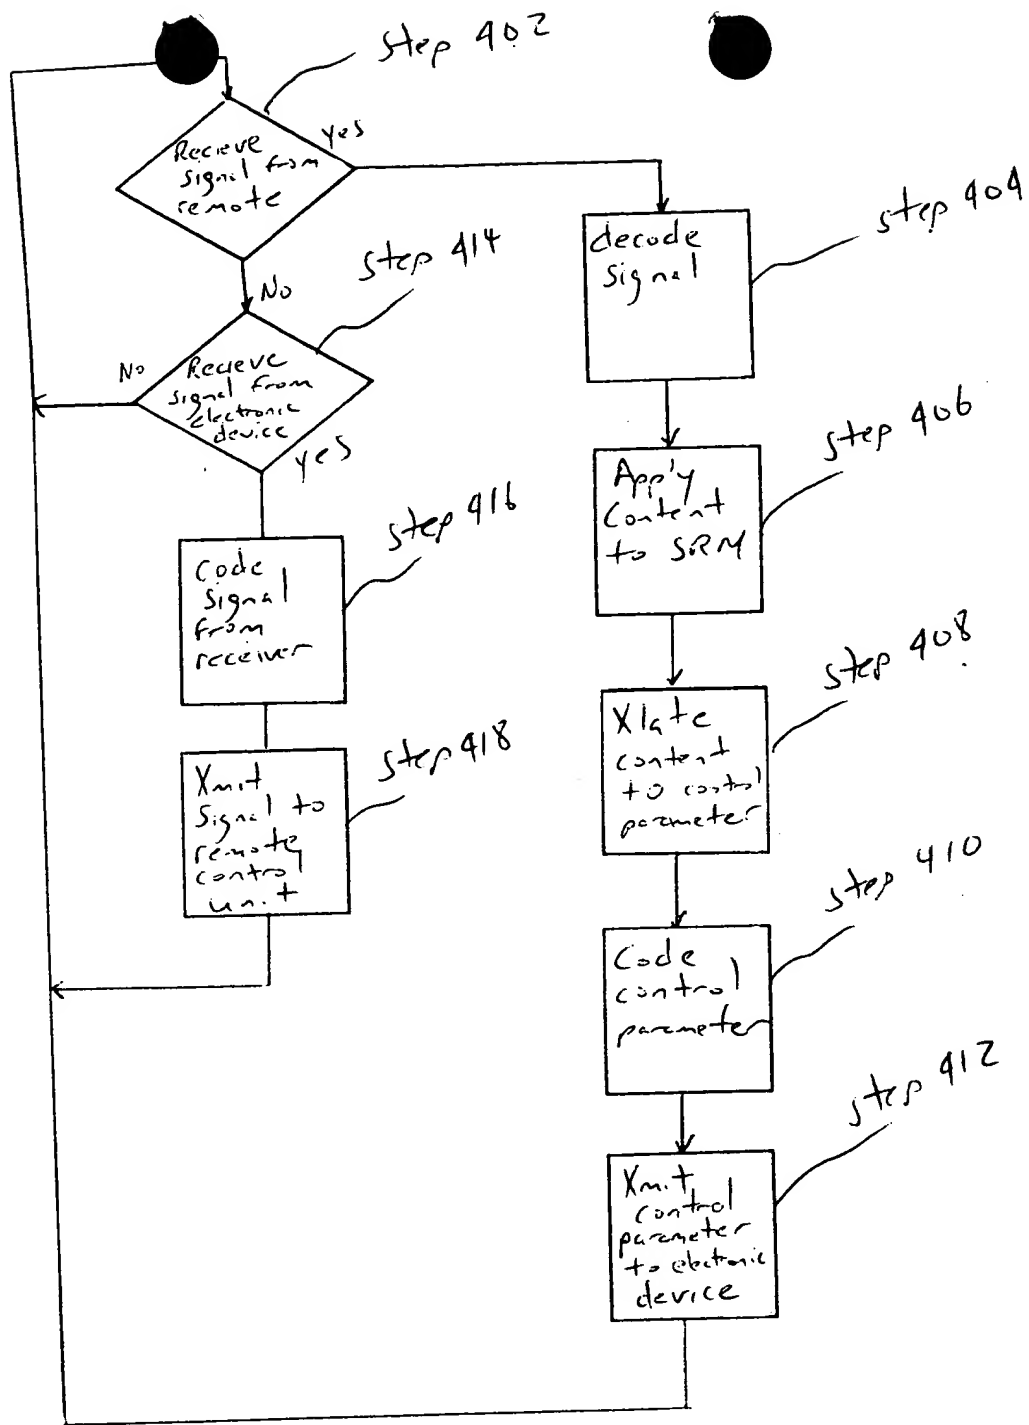 step 402
Recieve
signal from
remote
yes
step 404
decode
signal
step 414
No
No
Recieve
signal from
electronic
device
yes
step 406
Apply
content
to SRM
step 416
code
signal
from
receiver
step 408
Xlate
content
to control
parameter
step 418
Xmit
signal to
remote
control
unit
step 410
Code
control
parameter
step 412
Xmit
control
parameter
to electronic
device